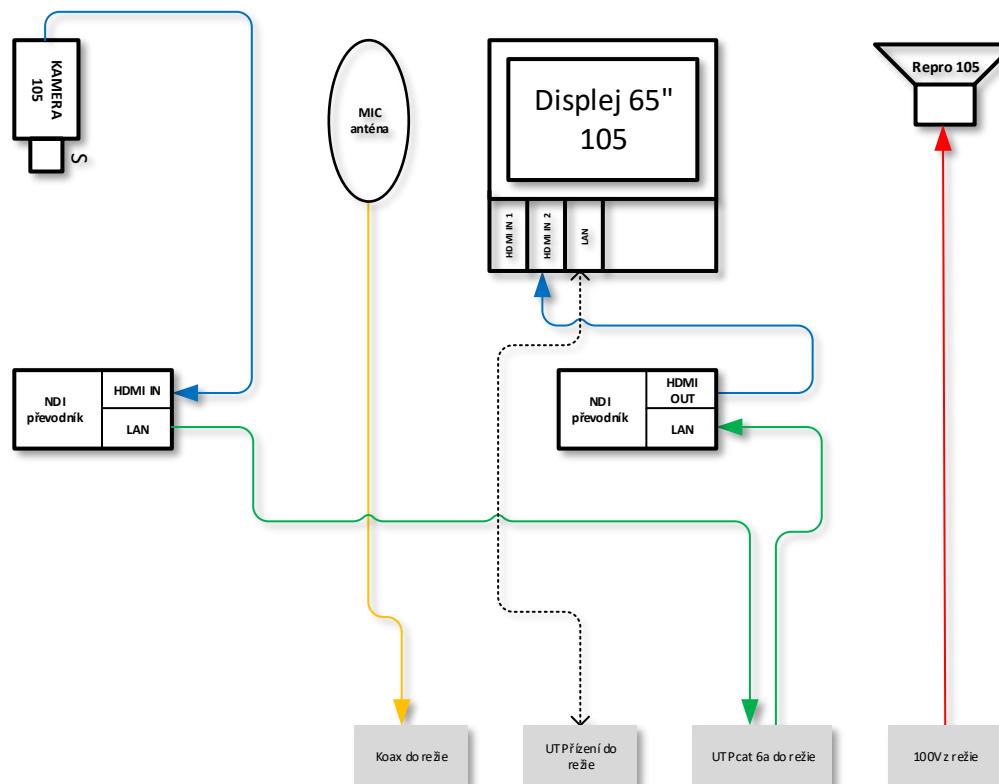 KAMERA
105
S
MIC
anténa
Displej 65"
105
HDMI IN 1
HDMI IN 2
LAN
Repro 105
NDI
převodník
HDMI IN
LAN
NDI
převodník
HDMI
OUT
LAN
Koax do režie
UTP řízení do
režie
UTP cat 6a do režie
100V z režie